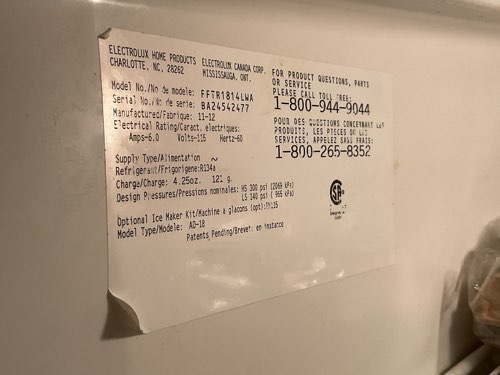 ELECTROLUX HOME PRODUCTS
CHARLOTTE, NC. 28262
ELECTROLUX CANADA CORP.
MISSISSAUGA, ONT.
Model No./No de modele: FFTR1814LWA
Serial No./No de serie: BA24542477
Manufactured/Fabrique: 11-12
Electrical Rating/Caract. electriques:
Amps-6.0 Volts-115 Hertz-60
Supply Type/Alimentation ~
Refrigerant/Frigorigene:R134a
Charge/Charge: 4.25oz. 121 g.
Design Pressures/Pressions nominales: HS 300 psi (2069 kPa)
LS 140 psi ( 965 kPa)
Optional Ice Maker Kit/Machine a glacons (opt):IM115
Model Type/Modele: AD-18
Patents Pending/Brevet, en instance
FOR PRODUCT QUESTIONS, PARTS
OR SERVICE
PLEASE CALL TOLL FREE:
1-800-944-9044
POUR DES QUESTIONS CONCERNANT LES
PRODUITS, LES PIECES OU LES
SERVICES, APPELEZ SANS FRAIS:
1-800-265-8352